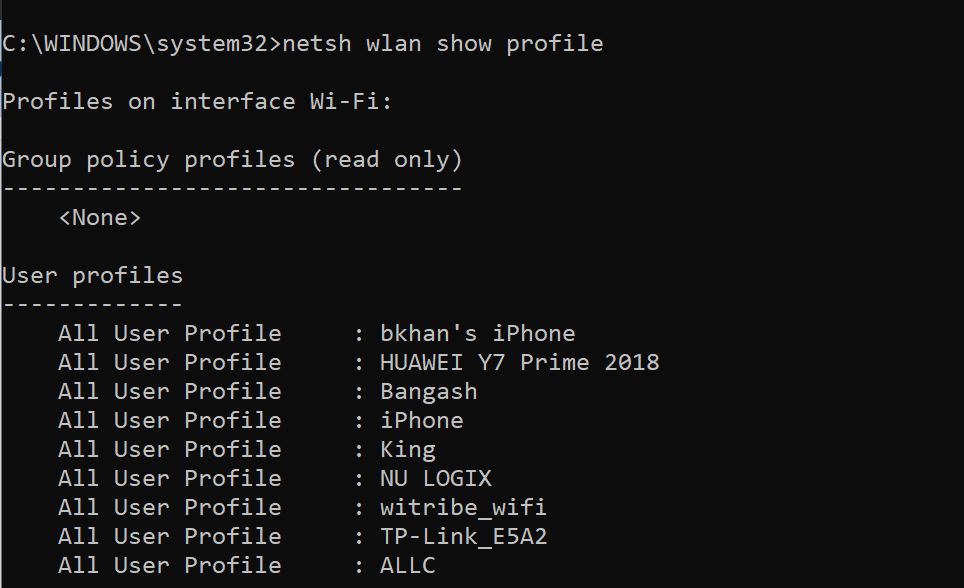 C:\WINDOWS\system32>netsh wlan show profile
Profiles on interface Wi-Fi:
Group policy profiles (read only)
---------------------------------
    <None>
User profiles
-------------
    All User Profile     : bkhan's iPhone
    All User Profile     : HUAWEI Y7 Prime 2018
    All User Profile     : Bangash
    All User Profile     : iPhone
    All User Profile     : King
    All User Profile     : NU LOGIX
    All User Profile     : witribe_wifi
    All User Profile     : TP-Link_E5A2
    All User Profile     : ALLC